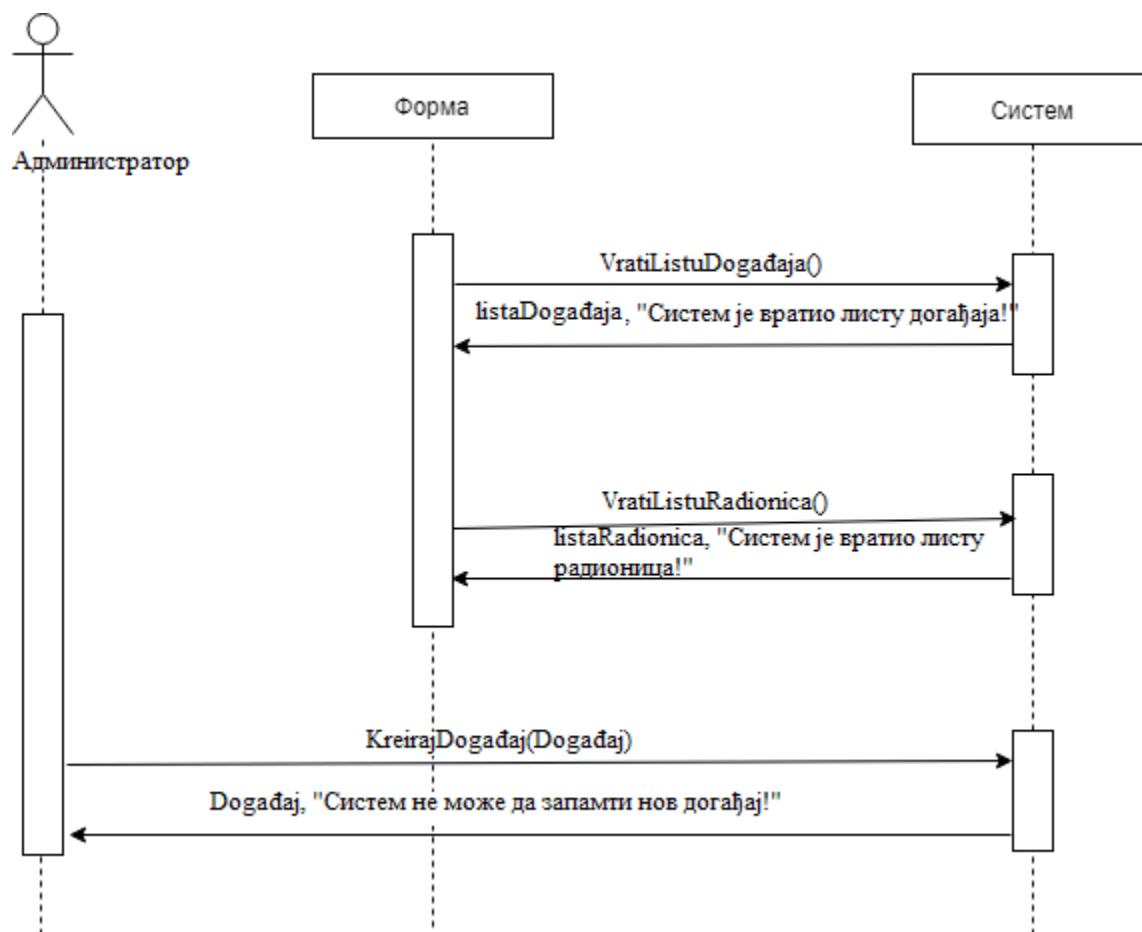 Администратор
Форма
Систем
VratiListuDogađaja()
listaDogađaja, "Систем је вратио листу догађаја!"
VratiListuRadionica()
listaRadionica, "Систем је вратио листу
радионица!"
KreirajDogađaj(Događaj)
Događaj, "Систем не може да запамти нов догађај!"